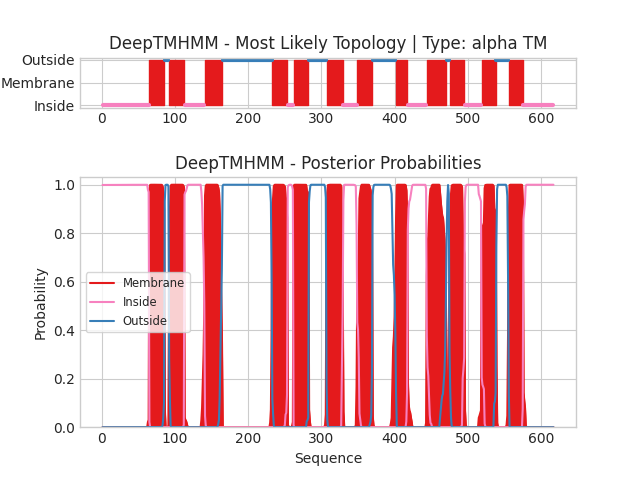 DeepTMHMM - Most Likely Topology | Type: alpha TM
Outside
Membrane
Inside
0 100 200 300 400 500 600
DeepTMHMM - Posterior Probabilities
1.0
0.8
0.6
0.4
0.2
0.0
Probability
Membrane
Inside
Outside
0 100 200 300 400 500 600
Sequence